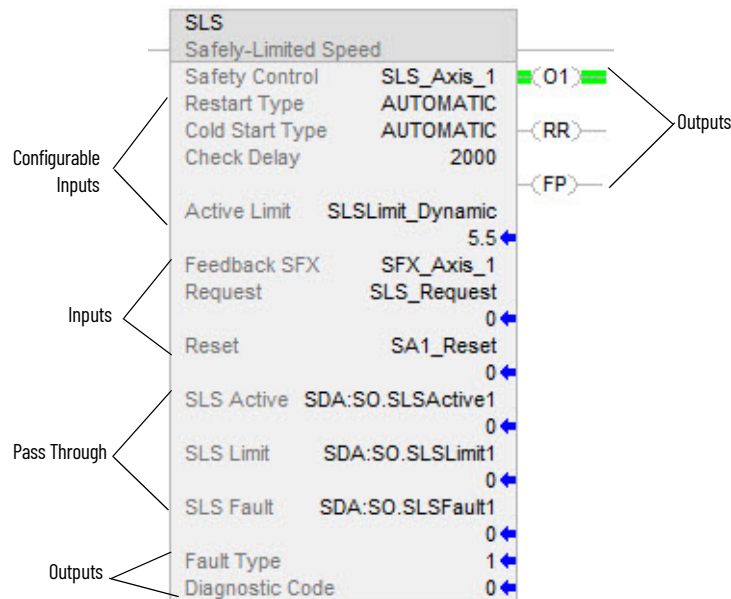 SLS
Safely-Limited Speed
Safety Control SLS_Axis_1 (O1)
Restart Type AUTOMATIC
Outputs
Cold Start Type AUTOMATIC (RR)
Configurable
Inputs
Check Delay 2000
(FP)
Active Limit SLSLimit_Dynamic
5.5
Feedback SFX SFX_Axis_1
Inputs
Request SLS_Request
0
Reset SA1_Reset
0
SLS Active SDA:SO.SLSActive1
0
Pass Through
SLS Limit SDA:SO.SLSLimit1
0
SLS Fault SDA:SO.SLSFault1
0
Outputs
Fault Type 1
Diagnostic Code 0